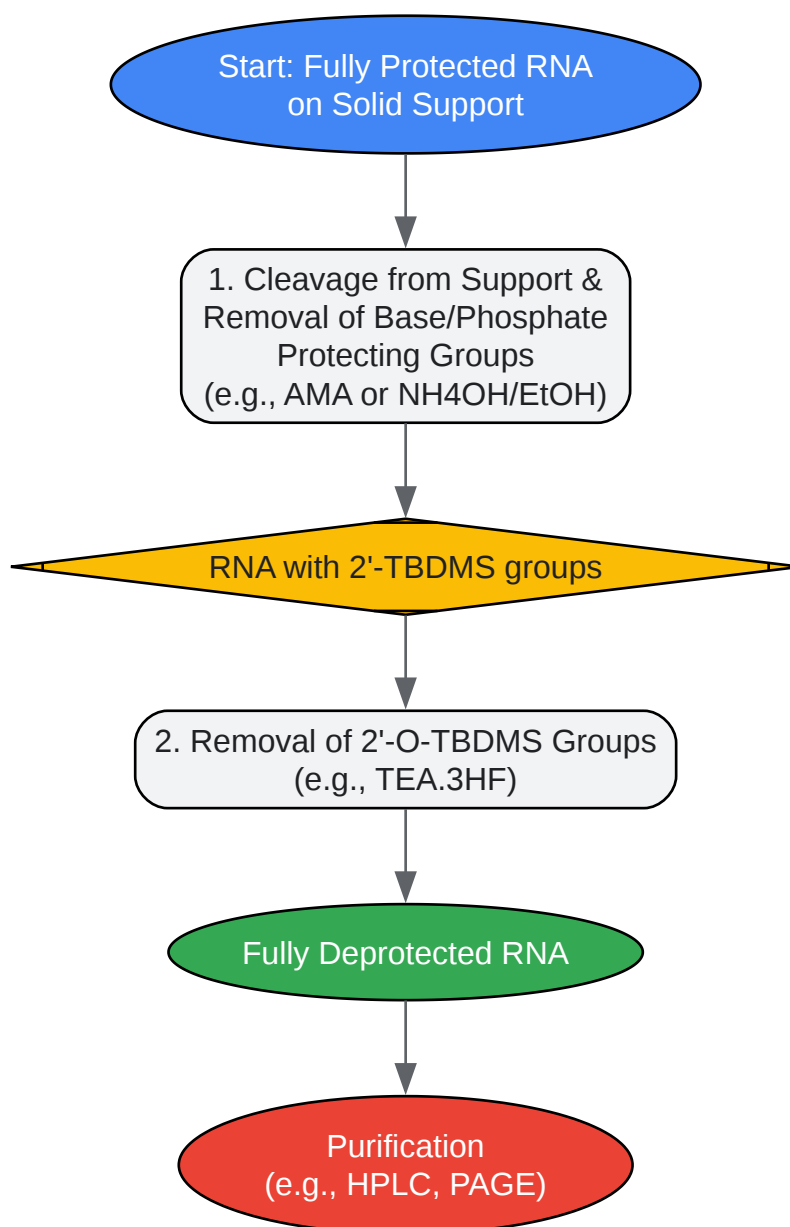 Start: Fully Protected RNA
on Solid Support
1. Cleavage from Support &
Removal of Base/Phosphate
Protecting Groups
(e.g., AMA or NH4OH/EtOH)
RNA with 2'-TBDMS groups
2. Removal of 2'-O-TBDMS Groups
(e.g., TEA.3HF)
Fully Deprotected RNA
Purification
(e.g., HPLC, PAGE)